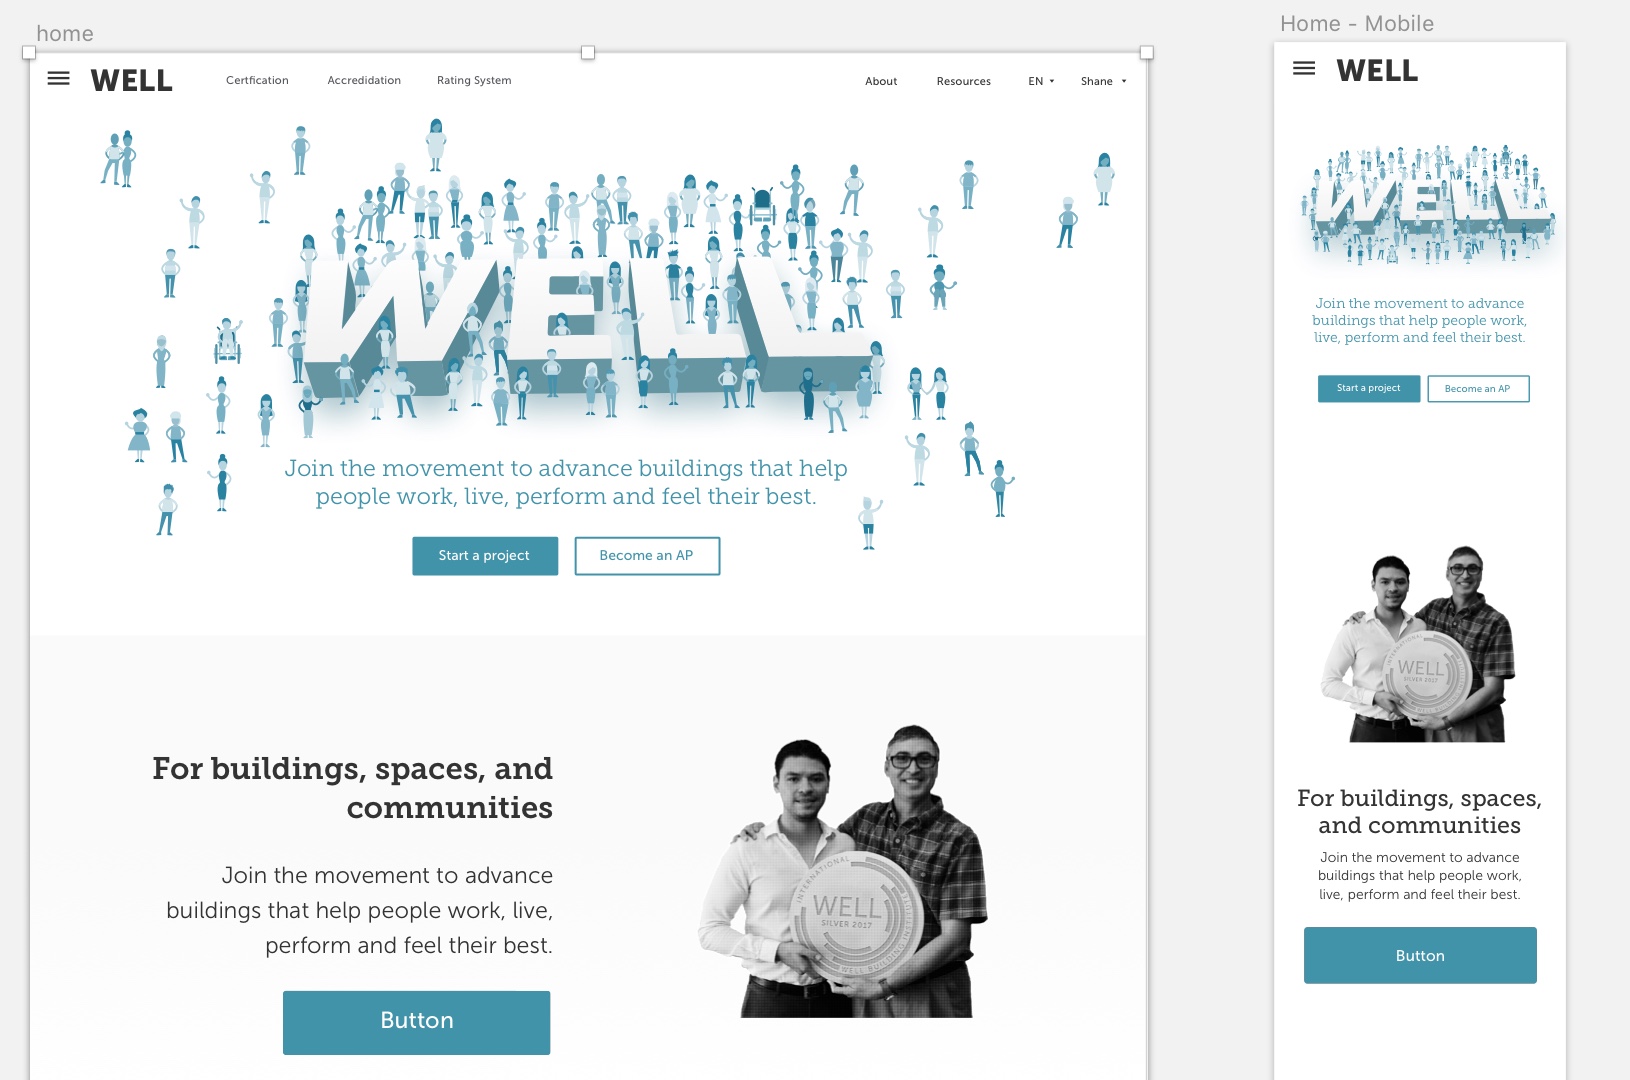 home
WELL
Certfication
Accredidation
Rating System
About
Resources
EN
Shane
WELL
Join the movement to advance buildings that help
people work, live, perform and feel their best.
Start a project
Become an AP
For buildings, spaces, and
communities
Join the movement to advance
buildings that help people work, live,
perform and feel their best.
Button
INTERNATIONAL
WELL
SILVER 2017
WELL BUILDING INSTITUTE
Home - Mobile
WELL
WELL
Join the movement to advance
buildings that help people work,
live, perform and feel their best.
Start a project
Become an AP
INTERNATIONAL
WELL
SILVER 2017
For buildings, spaces,
and communities
Join the movement to advance
buildings that help people work,
live, perform and feel their best.
Button